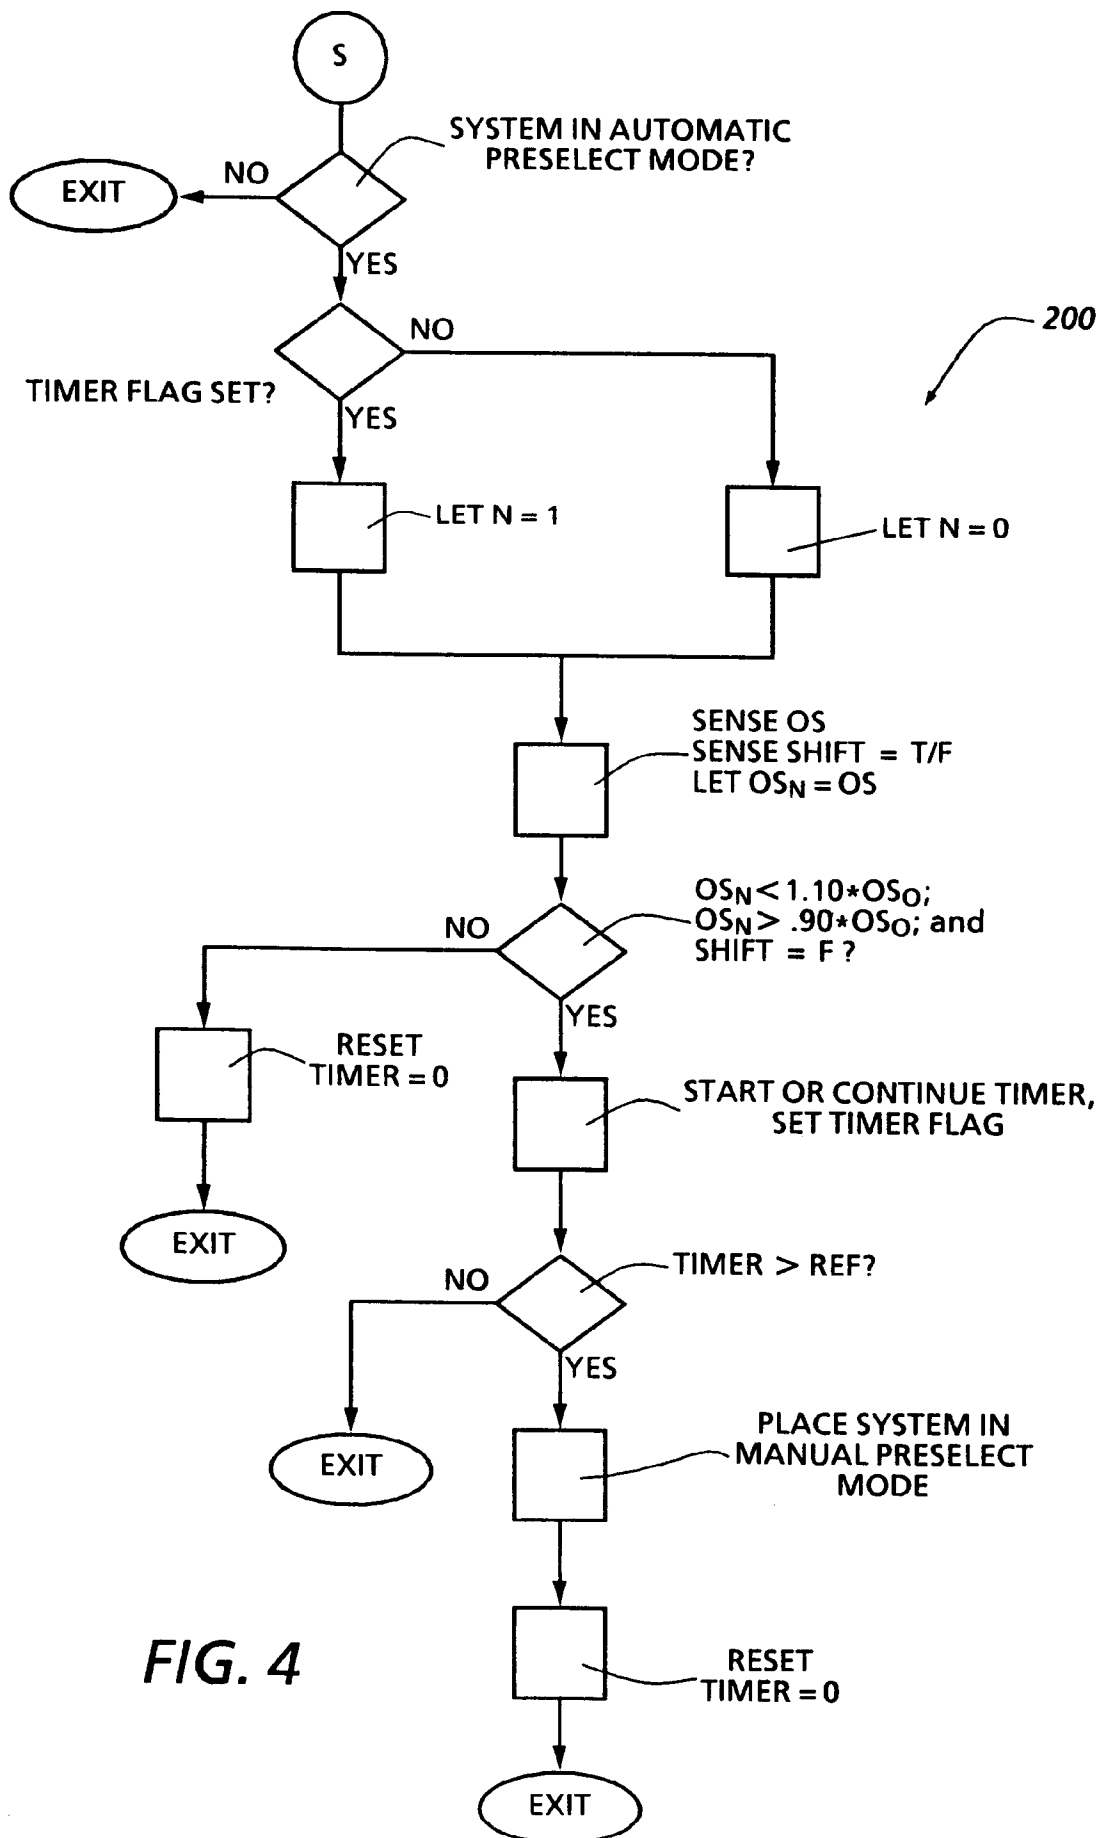 S
SYSTEM IN AUTOMATIC
PRESELECT MODE?
NO
EXIT
YES
NO
200
TIMER FLAG SET?
YES
LET N = 1
LET N = 0
SENSE OS
SENSE SHIFT = T/F
LET OSN = OS
OSN < 1.10*OSO;
OSN > .90*OSO; and
SHIFT = F ?
NO
YES
RESET
TIMER = 0
START OR CONTINUE TIMER,
SET TIMER FLAG
EXIT
TIMER > REF?
NO
YES
PLACE SYSTEM IN
MANUAL PRESELECT
MODE
EXIT
FIG. 4
RESET
TIMER = 0
EXIT